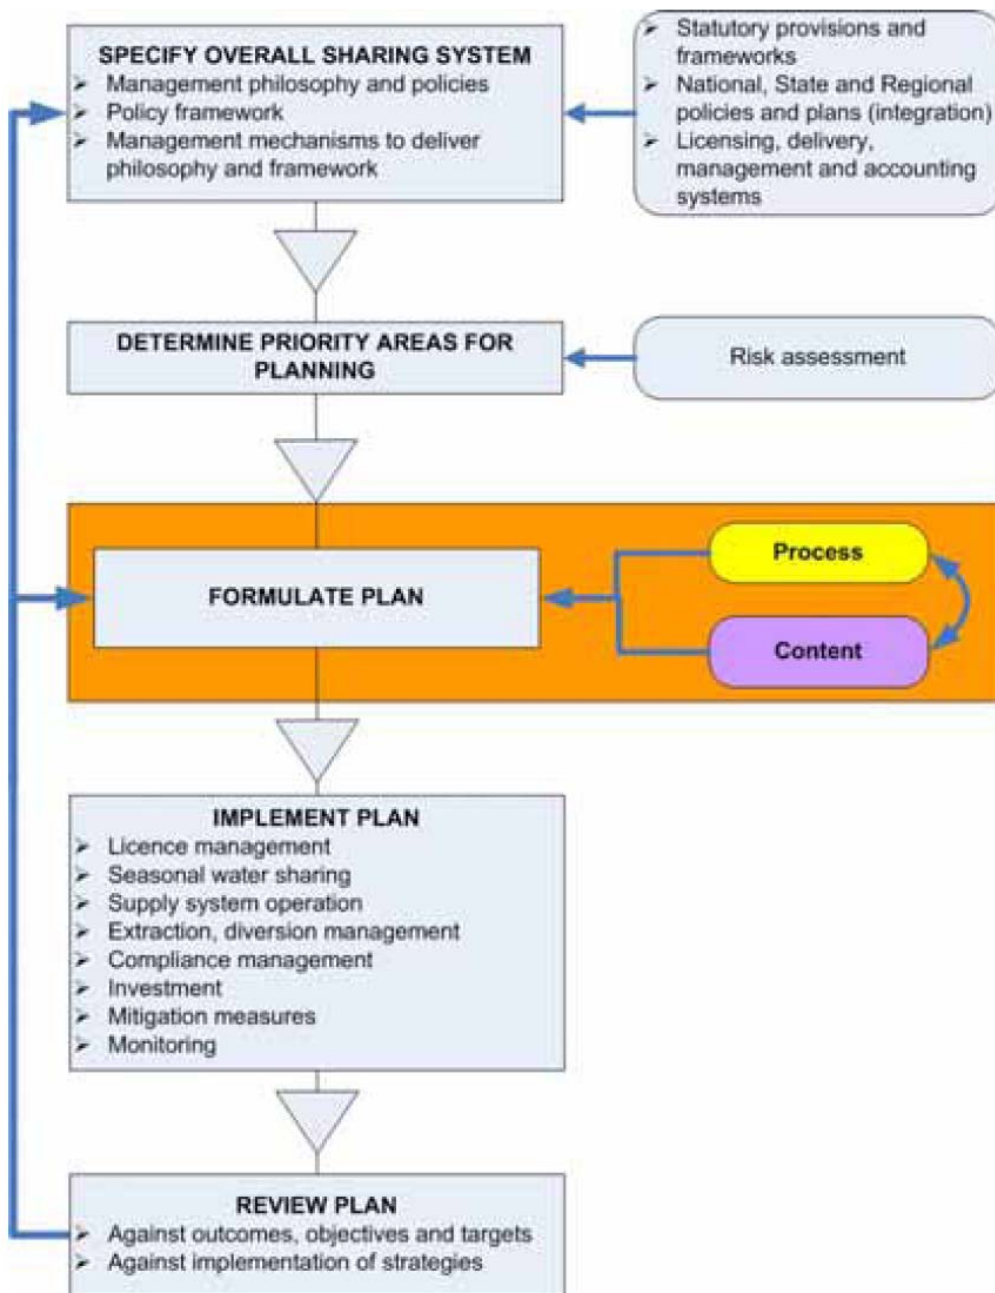 SPECIFY OVERALL SHARING SYSTEM
➤ Management philosophy and policies
➤ Policy framework
➤ Management mechanisms to deliver
philosophy and framework
➤ Statutory provisions and
frameworks
➤ National, State and Regional
policies and plans (integration)
➤ Licensing, delivery,
management and accounting
systems
DETERMINE PRIORITY AREAS FOR
PLANNING
Risk assessment
FORMULATE PLAN
Process
Content
IMPLEMENT PLAN
➤ Licence management
➤ Seasonal water sharing
➤ Supply system operation
➤ Extraction, diversion management
➤ Compliance management
➤ Investment
➤ Mitigation measures
➤ Monitoring
REVIEW PLAN
➤ Against outcomes, objectives and targets
➤ Against implementation of strategies